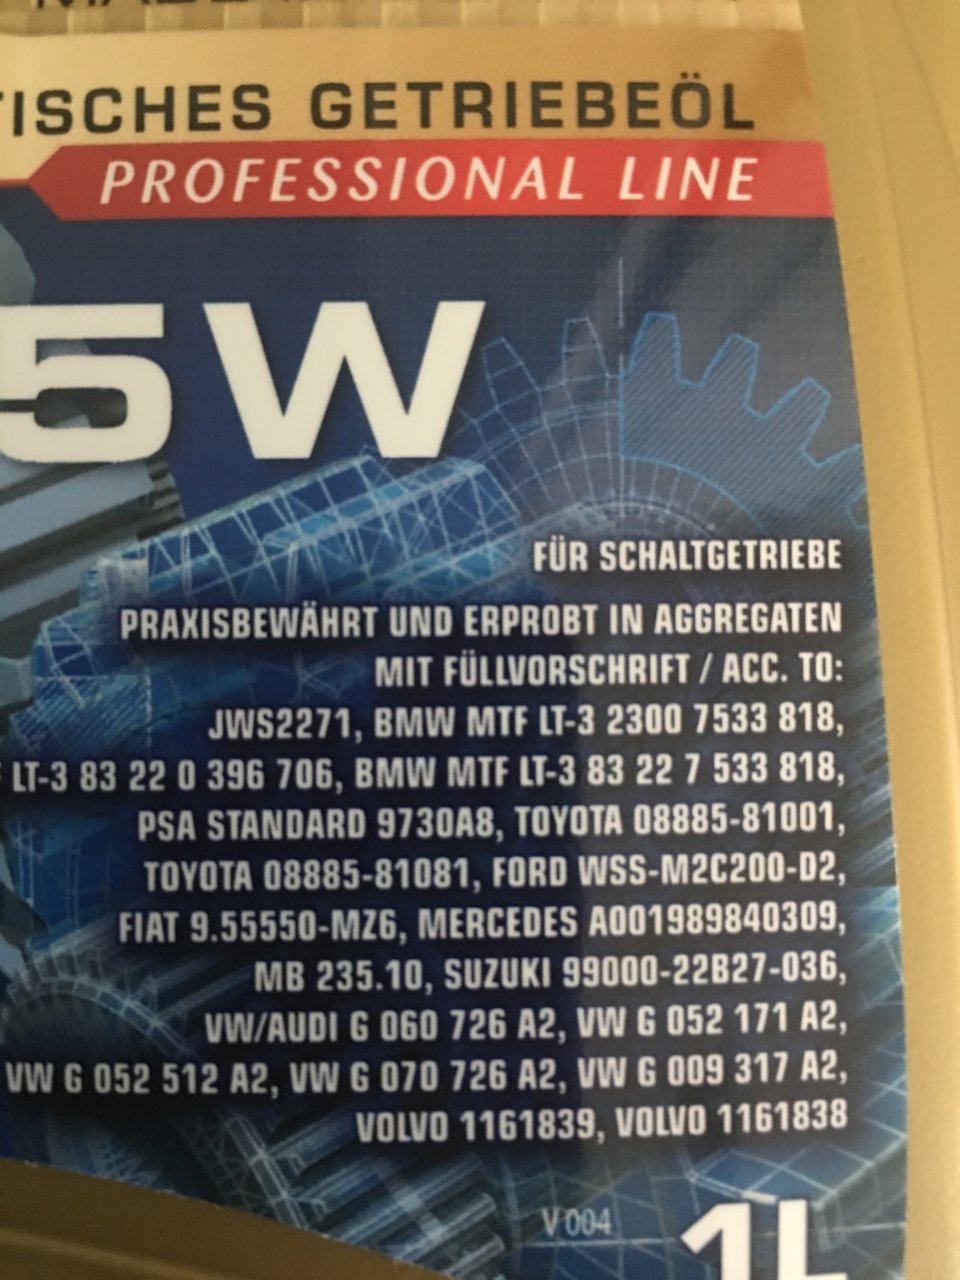 TISCHES GETRIEBEÖL
PROFESSIONAL LINE
5W
FÜR SCHALTGETRIEBE
PRAXISBEWÄHRT UND ERPROBT IN AGGREGATEN
MIT FÜLLVORSCHRIFT / ACC. TO:
JWS2271, BMW MTF LT-3 2300 7533 818,
LT-3 83 22 0 396 706, BMW MTF LT-3 83 22 7 533 818,
PSA STANDARD 9730A8, TOYOTA 08885-81001,
TOYOTA 08885-81081, FORD WSS-M2C200-D2,
FIAT 9.55550-MZ6, MERCEDES A001989840309,
MB 235.10, SUZUKI 99000-22B27-036,
VW/AUDI G 060 726 A2, VW G 052 171 A2,
VW G 052 512 A2, VW G 070 726 A2, VW G 009 317 A2,
VOLVO 1161839, VOLVO 1161838
V004
1L